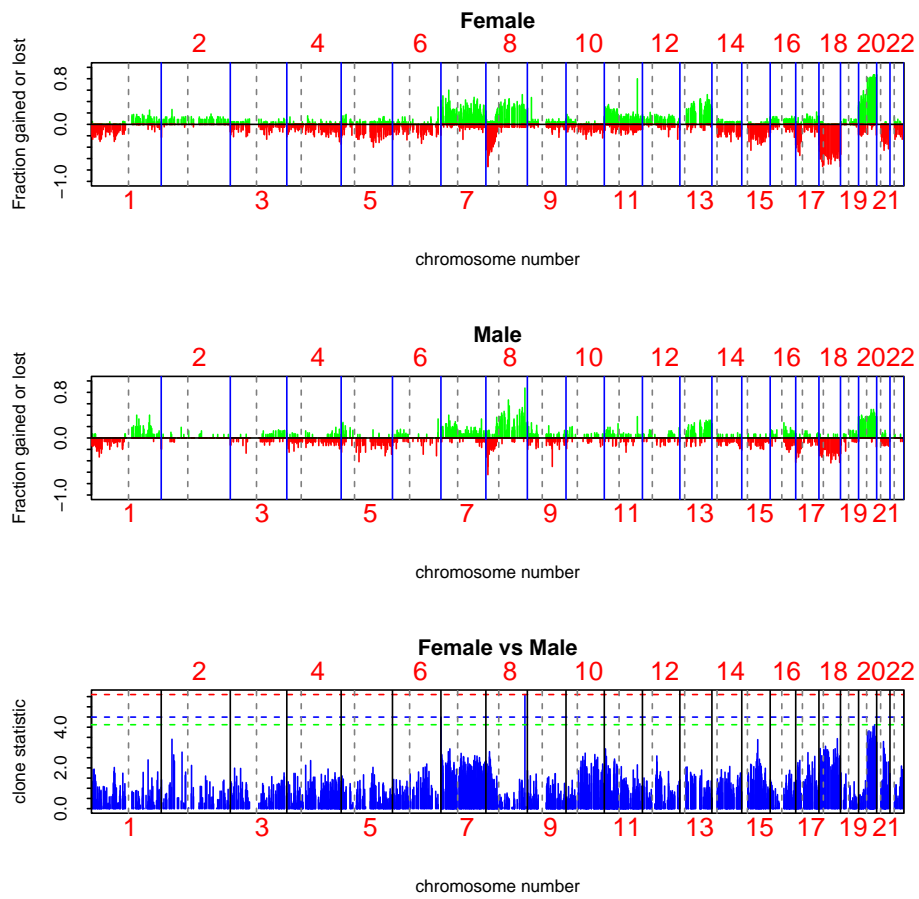 Female
2 4 6 8 10 12 14 16 18 20 22
Fraction gained or lost
0.8
0.0
−1.0
1 3 5 7 9 11 13 15 17 19 21
chromosome number
Male
2 4 6 8 10 12 14 16 18 20 22
Fraction gained or lost
0.8
0.0
−1.0
1 3 5 7 9 11 13 15 17 19 21
chromosome number
Female vs Male
2 4 6 8 10 12 14 16 18 20 22
clone statistic
4.0
2.0
0.0
1 3 5 7 9 11 13 15 17 19 21
chromosome number